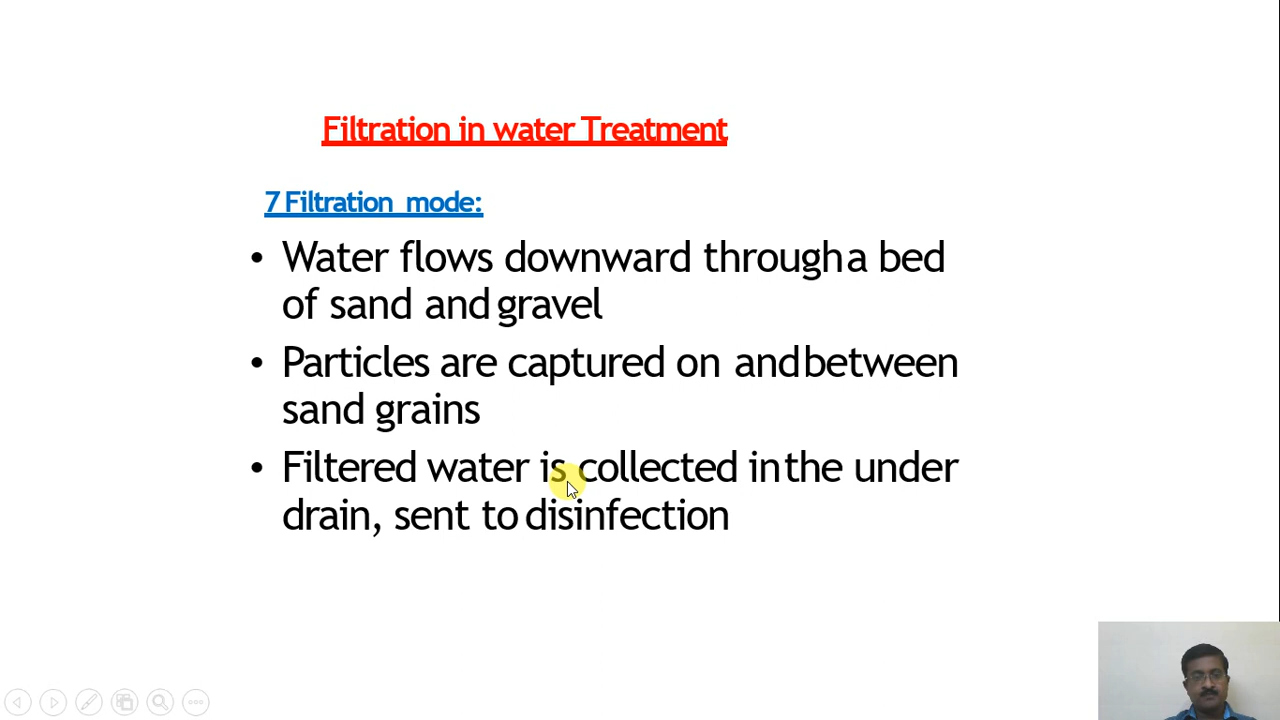 Filtration in water Treatment
7 Filtration mode:
• Water flows downward through a bed
of sand and gravel
• Particles are captured on and between
sand grains
• Filtered water is collected in the under
drain, sent to disinfection